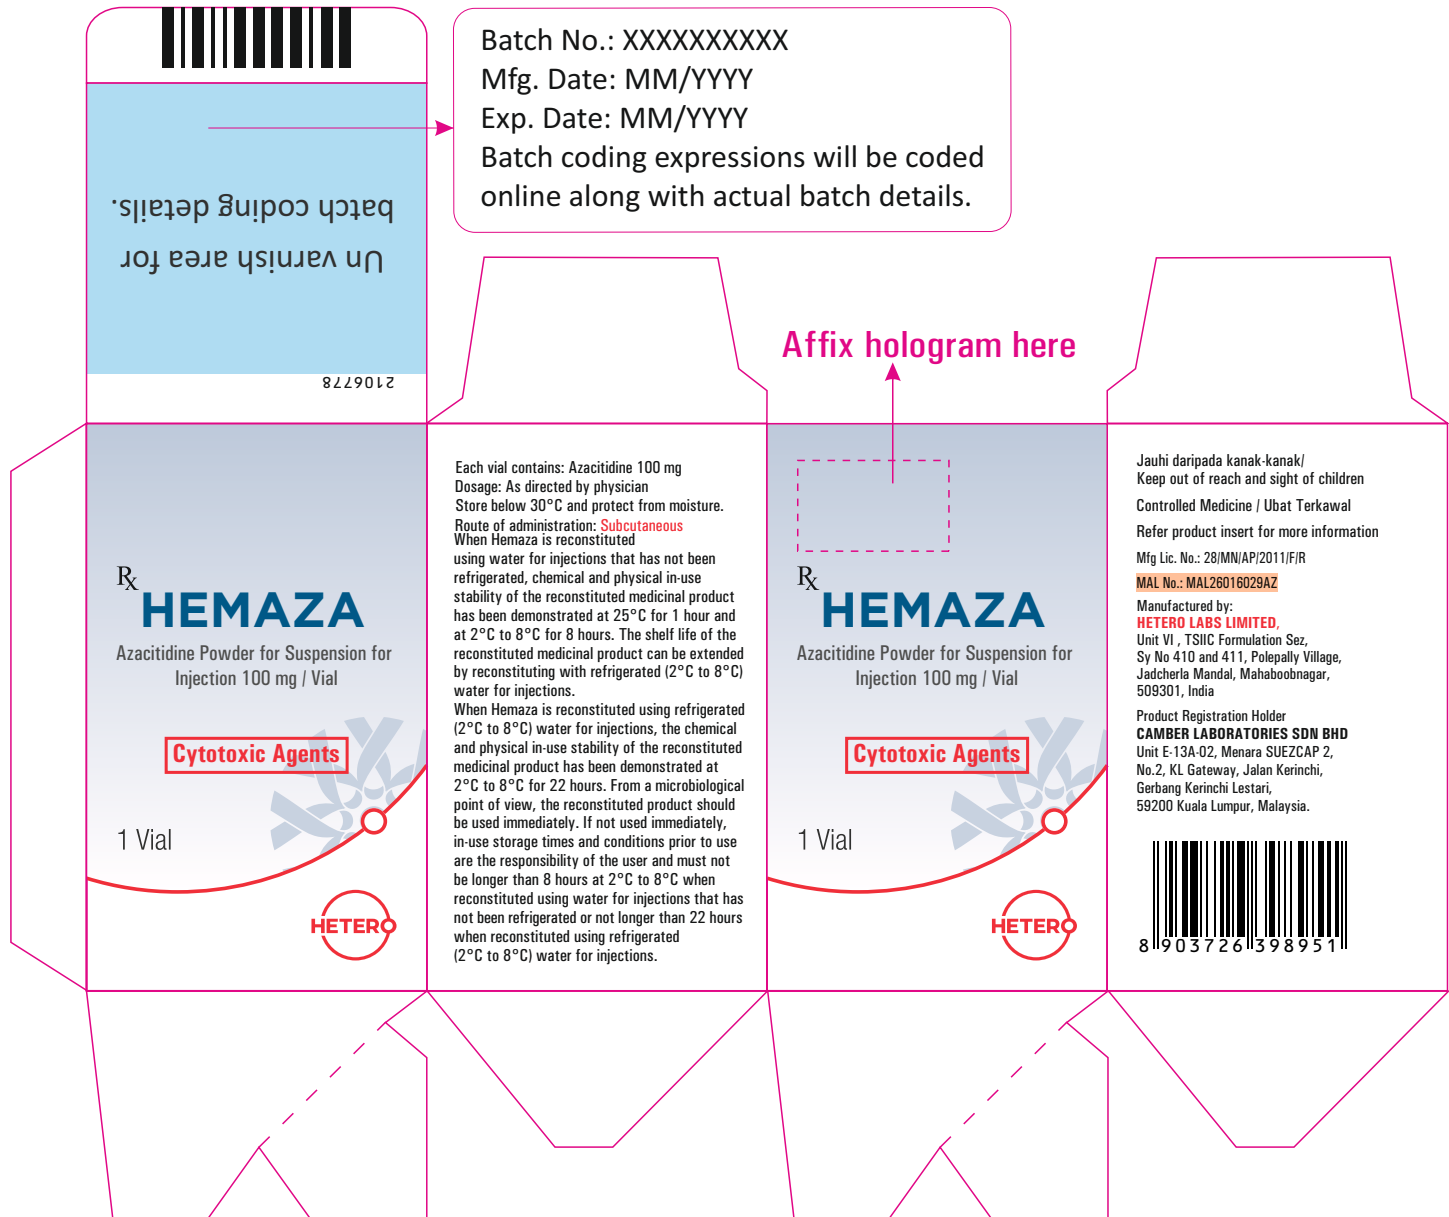 Batch No.: XXXXXXXXXX
Mfg. Date: MM/YYYY
Exp. Date: MM/YYYY
Batch coding expressions will be coded
online along with actual batch details.
Un varnish area for
batch coding details.
2106778
Affix hologram here
Rx
HEMAZA
Azacitidine Powder for Suspension for
Injection 100 mg / Vial
Cytotoxic Agents
1 Vial
HETERO
Each vial contains: Azacitidine 100 mg
Dosage: As directed by physician
Store below 30°C and protect from moisture.
Route of administration: Subcutaneous
When Hemaza is reconstituted
using water for injections that has not been
refrigerated, chemical and physical in-use
stability of the reconstituted medicinal product
has been demonstrated at 25°C for 1 hour and
at 2°C to 8°C for 8 hours. The shelf life of the
reconstituted medicinal product can be extended
by reconstituting with refrigerated (2°C to 8°C)
water for injections.
When Hemaza is reconstituted using refrigerated
(2°C to 8°C) water for injections, the chemical
and physical in-use stability of the reconstituted
medicinal product has been demonstrated at
2°C to 8°C for 22 hours. From a microbiological
point of view, the reconstituted product should
be used immediately. If not used immediately,
in-use storage times and conditions prior to use
are the responsibility of the user and must not
be longer than 8 hours at 2°C to 8°C when
reconstituted using water for injections that has
not been refrigerated or not longer than 22 hours
when reconstituted using refrigerated
(2°C to 8°C) water for injections.
Rx
HEMAZA
Azacitidine Powder for Suspension for
Injection 100 mg / Vial
Cytotoxic Agents
1 Vial
HETERO
Jauhi daripada kanak-kanak/
Keep out of reach and sight of children
Controlled Medicine / Ubat Terkawal
Refer product insert for more information
Mfg Lic. No.: 28/MN/AP/2011/F/R
MAL No.: MAL26016029AZ
Manufactured by:
HETERO LABS LIMITED,
Unit VI , TSIIC Formulation Sez,
Sy No 410 and 411, Polepally Village,
Jadcherla Mandal, Mahaboobnagar,
509301, India
Product Registration Holder
CAMBER LABORATORIES SDN BHD
Unit E-13A-02, Menara SUEZCAP 2,
No.2, KL Gateway, Jalan Kerinchi,
Gerbang Kerinchi Lestari,
59200 Kuala Lumpur, Malaysia.
8 903726 398951